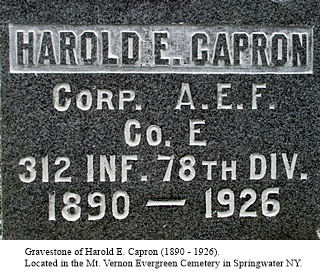 HAROLD E. CAPRON
CORP. A.E.F.
CO. E
312 INF. 78TH DIV.
1890 — 1926
Gravestone of Harold E. Capron (1890 - 1926).
Located in the Mt. Vernon Evergreen Cemetery in Springwater NY.